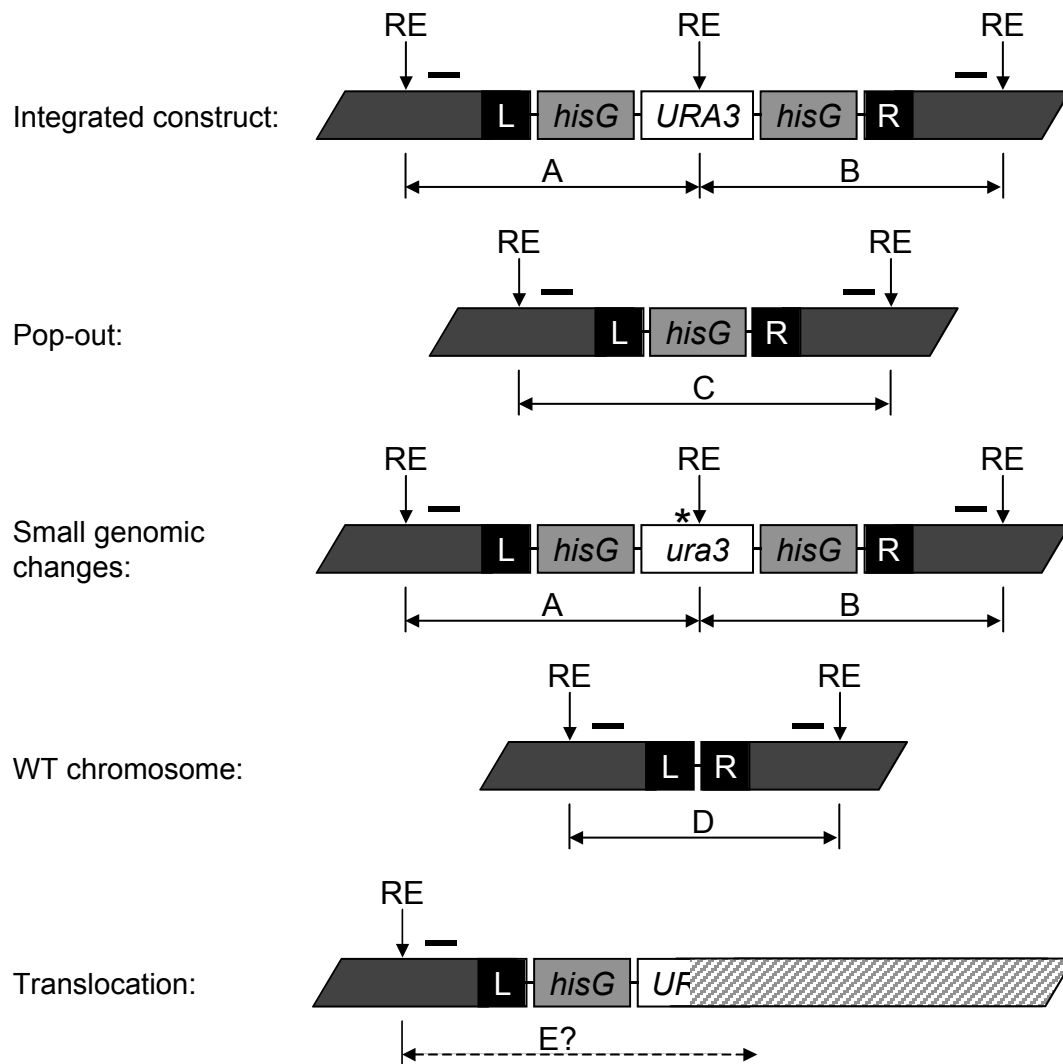 RE RE RE
Integrated construct: L hisG URA3 hisG R
A B
RE RE
Pop-out: L hisG R
C
RE RE RE
*
Small genomic
changes: L hisG ura3 hisG R
A B
RE RE
WT chromosome: L R
D
RE
Translocation: L hisG UR
E?